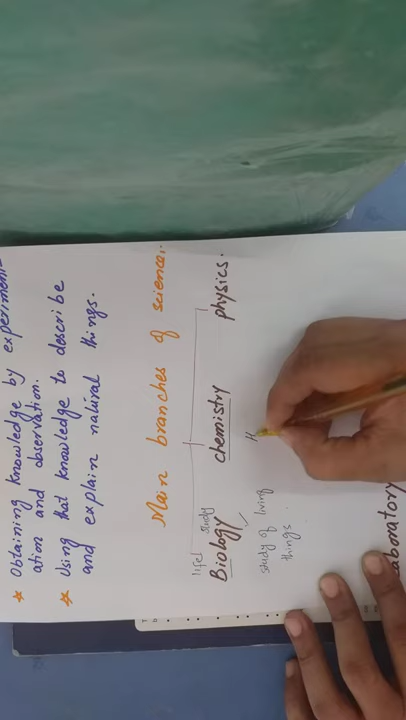 * Obtaining knowledge by experiment-
ation and observation.
* Using that knowledge to describe
and explain natural things.
Main branches of science.
life study
Biology chemistry physics.
study of living
things
aboratory